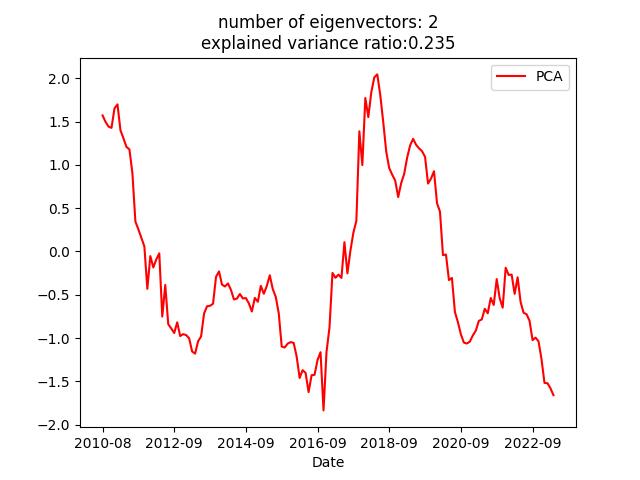 number of eigenvectors: 2
explained variance ratio:0.235
PCA
2.0
1.5
1.0
0.5
0.0
−0.5
−1.0
−1.5
−2.0
2010-08 2012-09 2014-09 2016-09 2018-09 2020-09 2022-09
Date